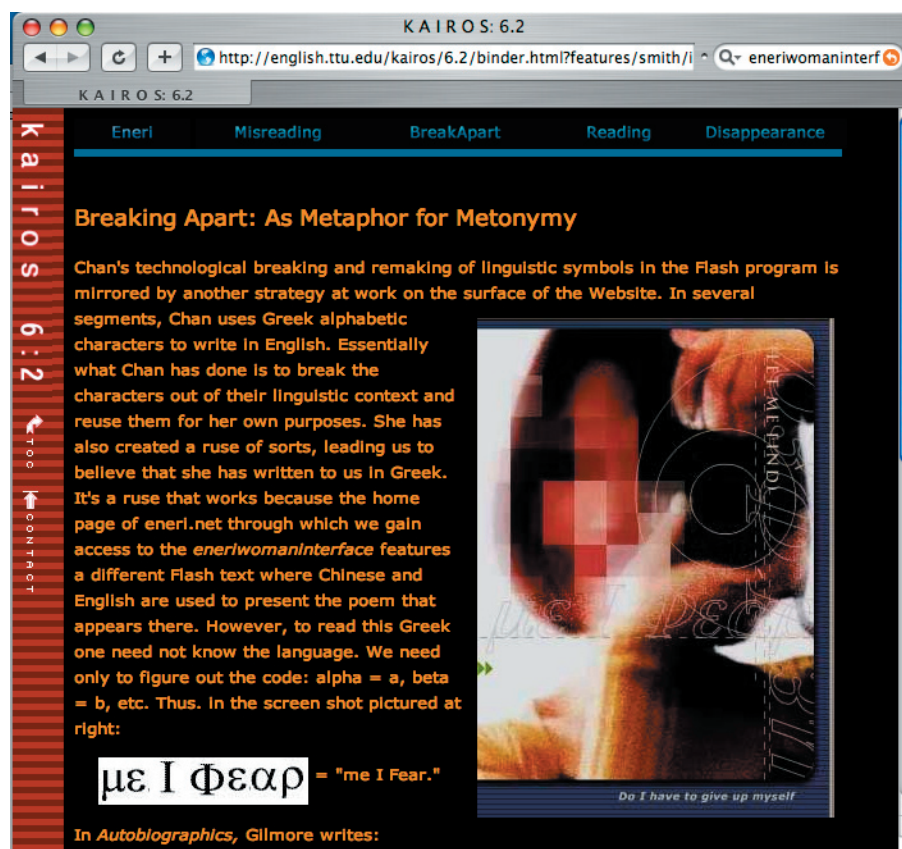 K A I R O S: 6.2
http://english.ttu.edu/kairos/6.2/binder.html?features/smith/i
eneriwomaninterf
K A I R O S: 6.2
kairos 6:2
TOC
CONTACT
Eneri Misreading BreakApart Reading Disappearance
Breaking Apart: As Metaphor for Metonymy
Chan's technological breaking and remaking of linguistic symbols in the Flash program is
mirrored by another strategy at work on the surface of the Website. In several
segments, Chan uses Greek alphabetic
characters to write in English. Essentially
what Chan has done is to break the
characters out of their linguistic context and
reuse them for her own purposes. She has
also created a ruse of sorts, leading us to
believe that she has written to us in Greek.
It's a ruse that works because the home
page of eneri.net through which we gain
access to the eneriwomaninterface features
a different Flash text where Chinese and
English are used to present the poem that
appears there. However, to read this Greek
one need not know the language. We need
only to figure out the code: alpha = a, beta
= b, etc. Thus. in the screen shot pictured at
right:
με Ι Φεαρ = "me I Fear."
In Autobiographics, Gilmore writes:
LET ME HIND
με Ι Φεαρ
Do I have to give up myself